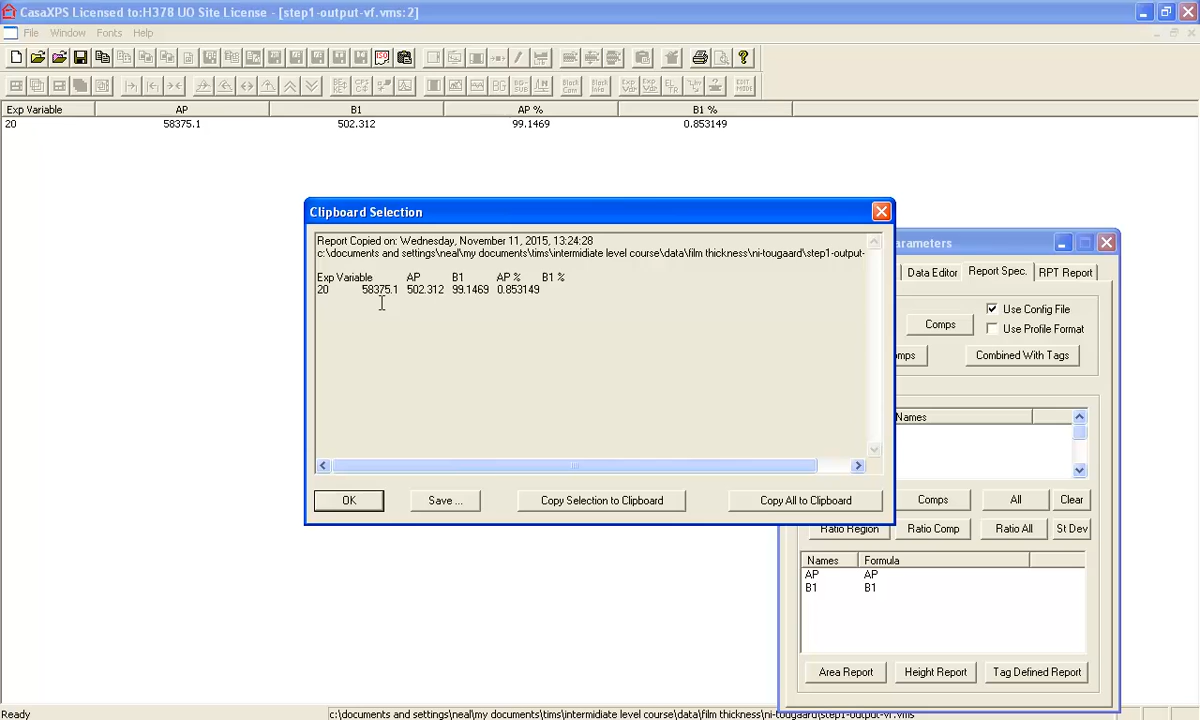 CasaXPS Licensed to:H378 UO Site License - [step1-output-vf.vms:2]
File Window Fonts Help
Exp Variable AP B1 AP % B1 %
20 58375.1 502.312 99.1469 0.853149
Clipboard Selection
Report Copied on: Wednesday, November 11, 2015, 13:24:28
c:\documents and settings\neal\my documents\tims\intermidiate level course\data\film thickness\ni-tougaard\step1-output-
Exp Variable AP B1 AP % B1 %
20 58375.1 502.312 99.1469 0.853149
OK Save ... Copy Selection to Clipboard Copy All to Clipboard
arameters
Data Editor Report Spec. RPT Report
Comps Use Config File
Use Profile Format
mps Combined With Tags
Names
Comps All Clear
Ratio Region Ratio Comp Ratio All St Dev
Names Formula
AP AP
B1 B1
Area Report Height Report Tag Defined Report
Ready c:\documents and settings\neal\my documents\tims\intermidiate level course\data\film thickness\ni-tougaard\step1-output-vf.vms